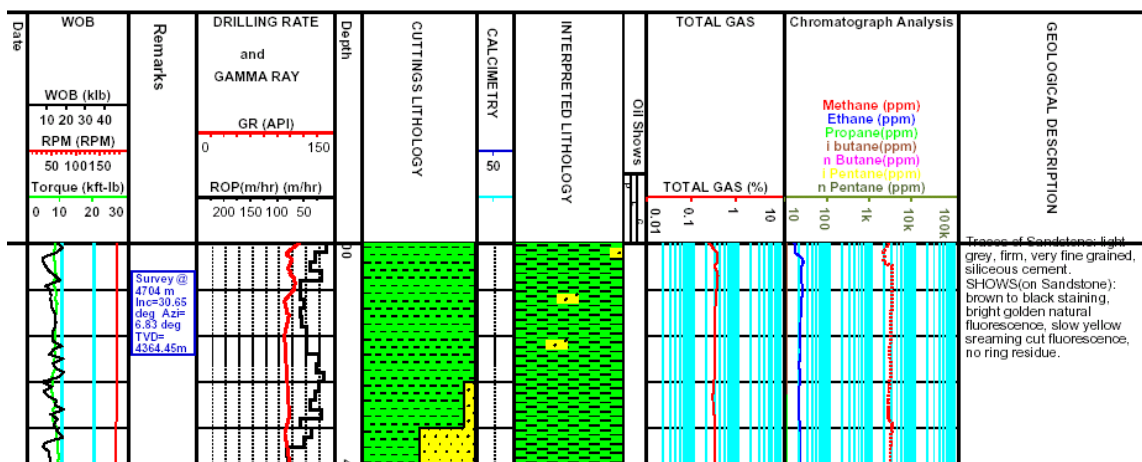 Date
WOB
WOB (klb)
10 20 30 40
RPM (RPM)
50 100 150
Torque (kft-lb)
0 10 20 30
Remarks
Survey @
4704 m
Inc=30.65
deg Azi=
6.83 deg
TVD=
4364.45m
DRILLING RATE
and
GAMMA RAY
GR (API)
0 150
ROP(m/hr) (m/hr)
200 150 100 50
Depth
CUTTINGS LITHOLOGY
CALCIMETRY
50
INTERPRETED LITHOLOGY
Oil Shows
TOTAL GAS
TOTAL GAS (%)
0.01 0.1 1 10
Chromatograph Analysis
Methane (ppm)
Ethane (ppm)
Propane(ppm)
i butane(ppm)
n Butane(ppm)
i Pentane(ppm)
n Pentane (ppm)
10 100 1k 10k 100k
GEOLOGICAL DESCRIPTION
Traces of Sandstone: light
grey, firm, very fine grained,
siliceous cement.
SHOWS(on Sandstone):
brown to black staining,
bright golden natural
fluorescence, slow yellow
sreaming cut fluorescence,
no ring residue.